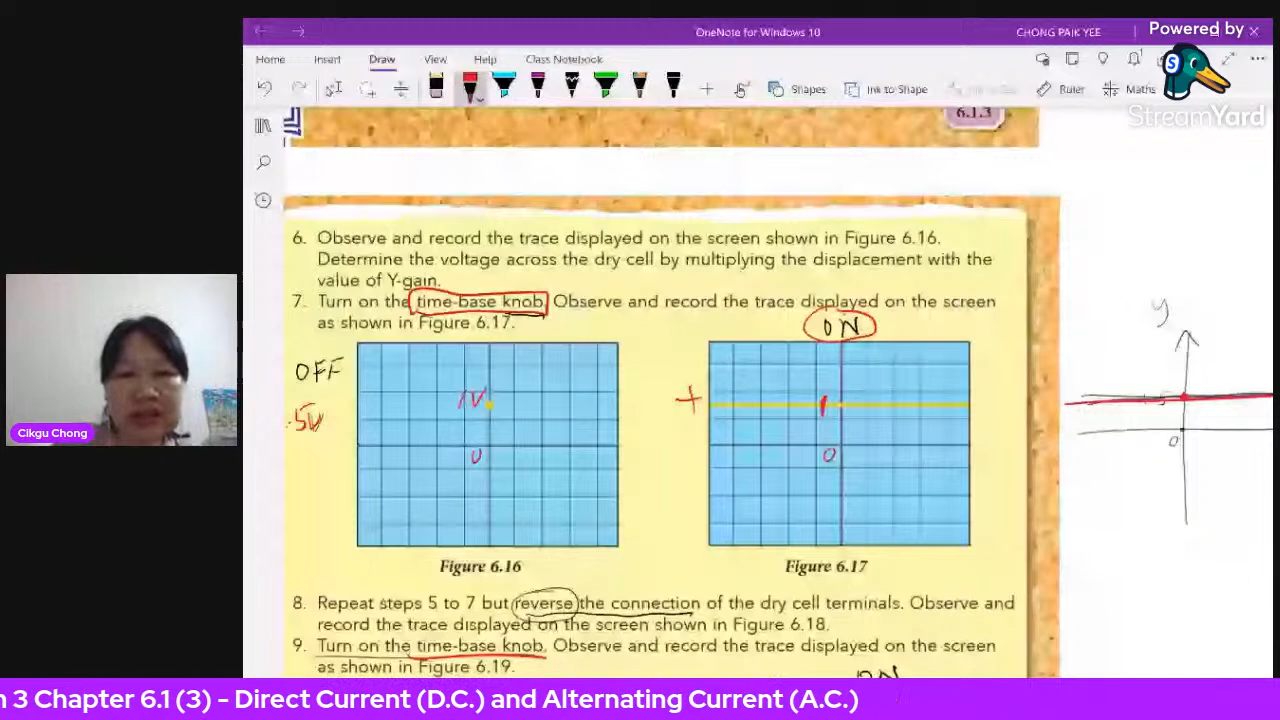 OneNote for Windows 10
CHONG PAIK YEE
Powered by
StreamYard
Home Insert Draw View Help Class Notebook
Shapes Ink to Shape Ruler Maths
6.1.3
6. Observe and record the trace displayed on the screen shown in Figure 6.16.
Determine the voltage across the dry cell by multiplying the displacement with the
value of Y-gain.
7. Turn on the time-base knob. Observe and record the trace displayed on the screen
as shown in Figure 6.17.
ON
OFF
1V
+
1
.5V
0
0
y
0
Figure 6.16
Figure 6.17
8. Repeat steps 5 to 7 but reverse the connection of the dry cell terminals. Observe and
record the trace displayed on the screen shown in Figure 6.18.
9. Turn on the time-base knob. Observe and record the trace displayed on the screen
as shown in Figure 6.19.
ON
Cikgu Chong
3 Chapter 6.1 (3) - Direct Current (D.C.) and Alternating Current (A.C.)